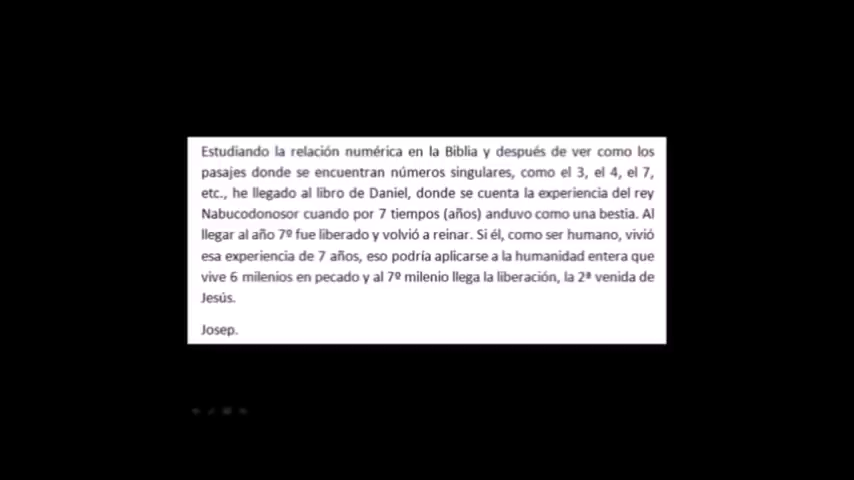 Estudiando la relación numérica en la Biblia y después de ver como los
pasajes donde se encuentran números singulares, como el 3, el 4, el 7,
etc., he llegado al libro de Daniel, donde se cuenta la experiencia del rey
Nabucodonosor cuando por 7 tiempos (años) anduvo como una bestia. Al
llegar al año 7º fue liberado y volvió a reinar. Si él, como ser humano, vivió
esa experiencia de 7 años, eso podría aplicarse a la humanidad entera que
vive 6 milenios en pecado y al 7º milenio llega la liberación, la 2ª venida de
Jesús.
Josep.